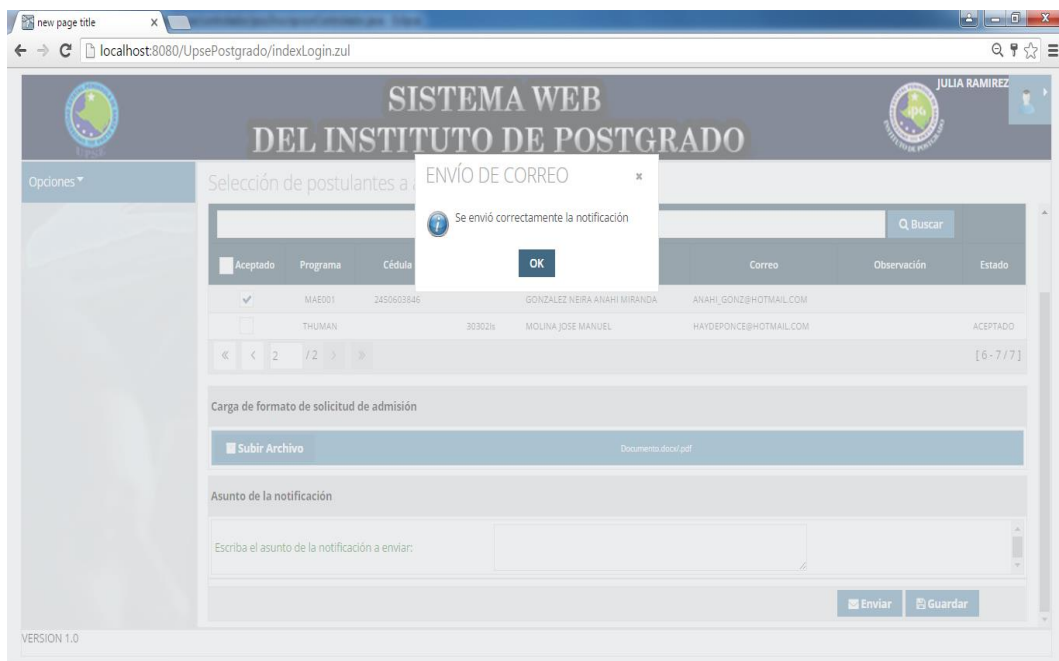 new page title
localhost:8080/UpsePostgrado/indexLogin.zul
SISTEMA WEB
DEL INSTITUTO DE POSTGRADO
JULIA RAMIREZ
Upse
IPG
Opciones
Selección de postulantes a
ENVÍO DE CORREO
Se envió correctamente la notificación
OK
Buscar
Aceptado Programa Cédula Correo Observación Estado
MAE001 2450603846 GONZALEZ NEIRA ANAHI MIRANDA ANAHI_GONZ@HOTMAIL.COM
THUMAN 30302ls MOLINA JOSE MANUEL HAYDEPONCE@HOTMAIL.COM ACEPTADO
2 / 2 [ 6 - 7 / 7 ]
Carga de formato de solicitud de admisión
Subir Archivo Documento.docx/.pdf
Asunto de la notificación
Escriba el asunto de la notificación a enviar:
Enviar Guardar
VERSION 1.0